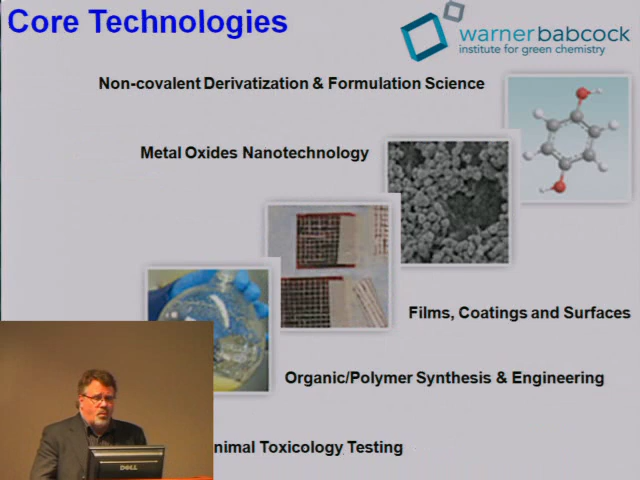 Core Technologies
warnerbabcock
institute for green chemistry
Non-covalent Derivatization & Formulation Science
Metal Oxides Nanotechnology
Films, Coatings and Surfaces
Organic/Polymer Synthesis & Engineering
nimal Toxicology Testing
DELL